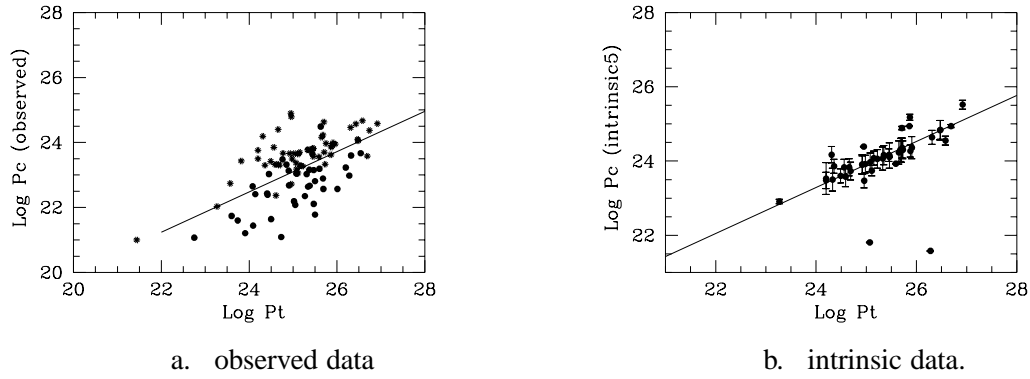 28
26
24
22
20
Log Pc (observed)
20 22 24 26 28
Log Pt
a. observed data
28
26
24
22
Log Pc (intrinsic5)
22 24 26 28
Log Pt
b. intrinsic data.